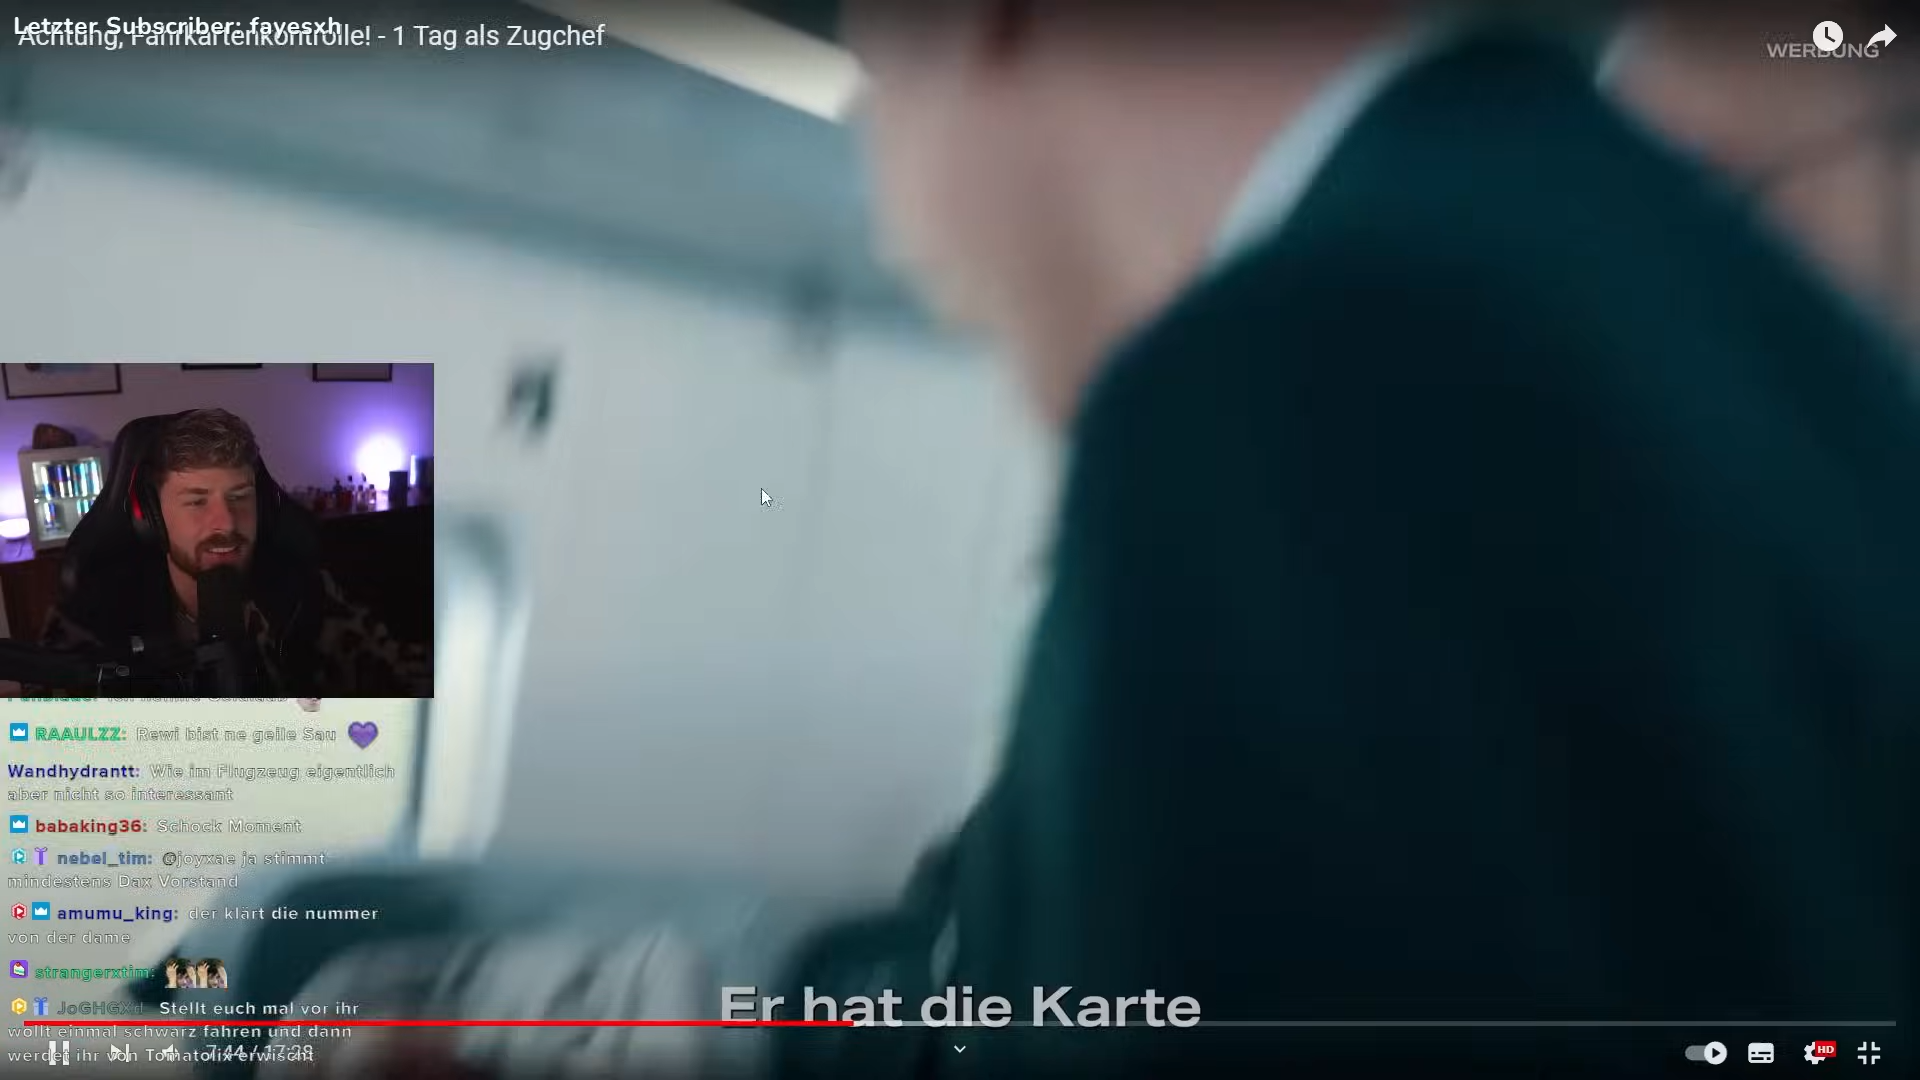 Letzter Subscriber: fayesxh
Achtung, Fahrkartenkontrolle! - 1 Tag als Zugchef
WERBUNG
RAAULZZ: Rewi bist ne geile Sau
Wandhydrantt: Wie im Flugzeug eigentlich
aber nicht so interessant
babaking36: Schock Moment
nebel_tim: @joyxae ja stimmt
mindestens Dax Vorstand
amumu_king: der klärt die nummer
von der dame
strangerxtim:
JoGHGXd: Stellt euch mal vor ihr
wollt einmal schwarz fahren und dann
werdet ihr von Tomatolix erwischt
Er hat die Karte
7:44 / 17:28
HD